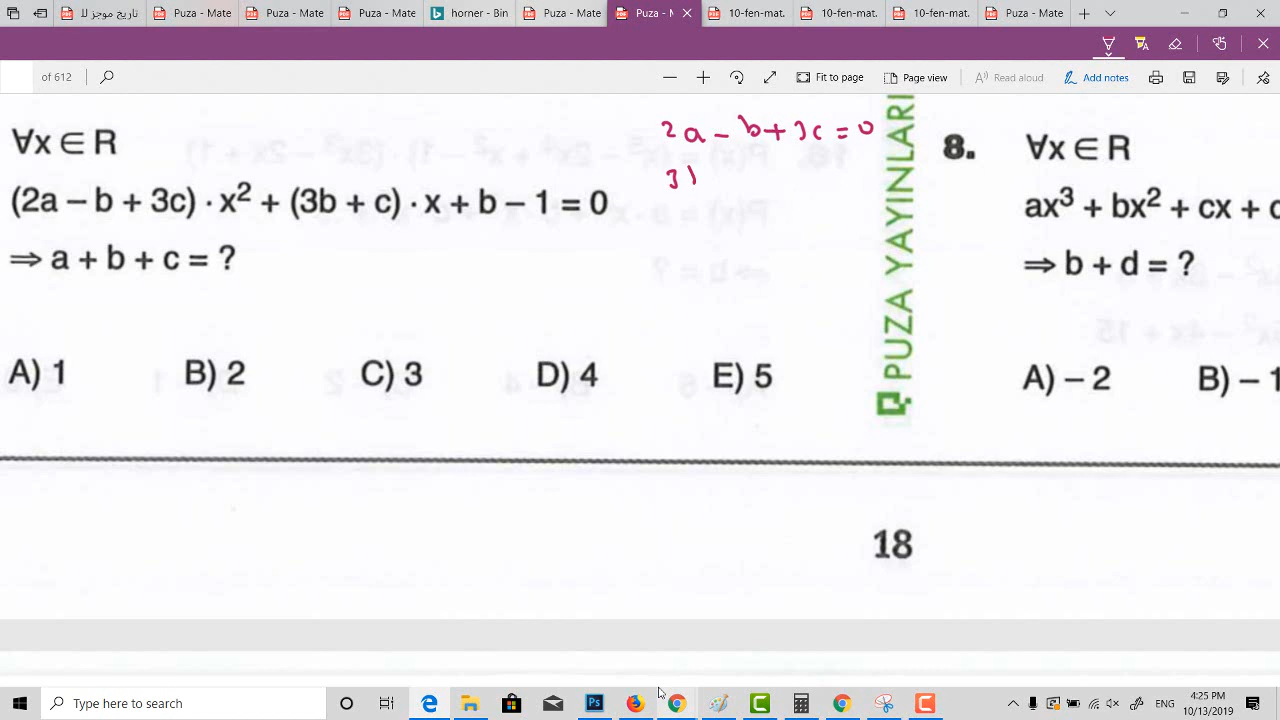 Puza - Mate
Puza - Mate
تاریخ موجز للا
Puza - Mate
horner - Bin
Puza - Mate
Puza - M
10-fen-mat.
10-fen-mat.
10-fen-mat.
Puza - Mate
of 612
Fit to page
Page view
Read aloud
Add notes
∀x ∈ R
(2a – b + 3c) · x² + (3b + c) · x + b – 1 = 0
⇒ a + b + c = ?
A) 1 B) 2 C) 3 D) 4 E) 5
2a - b + 3c = 0
PUZA YAYINLARI
8. ∀x ∈ R
ax³ + bx² + cx +
⇒ b + d = ?
A) – 2 B) – 1
18
Type here to search
ENG
4:25 PM
10/13/2019